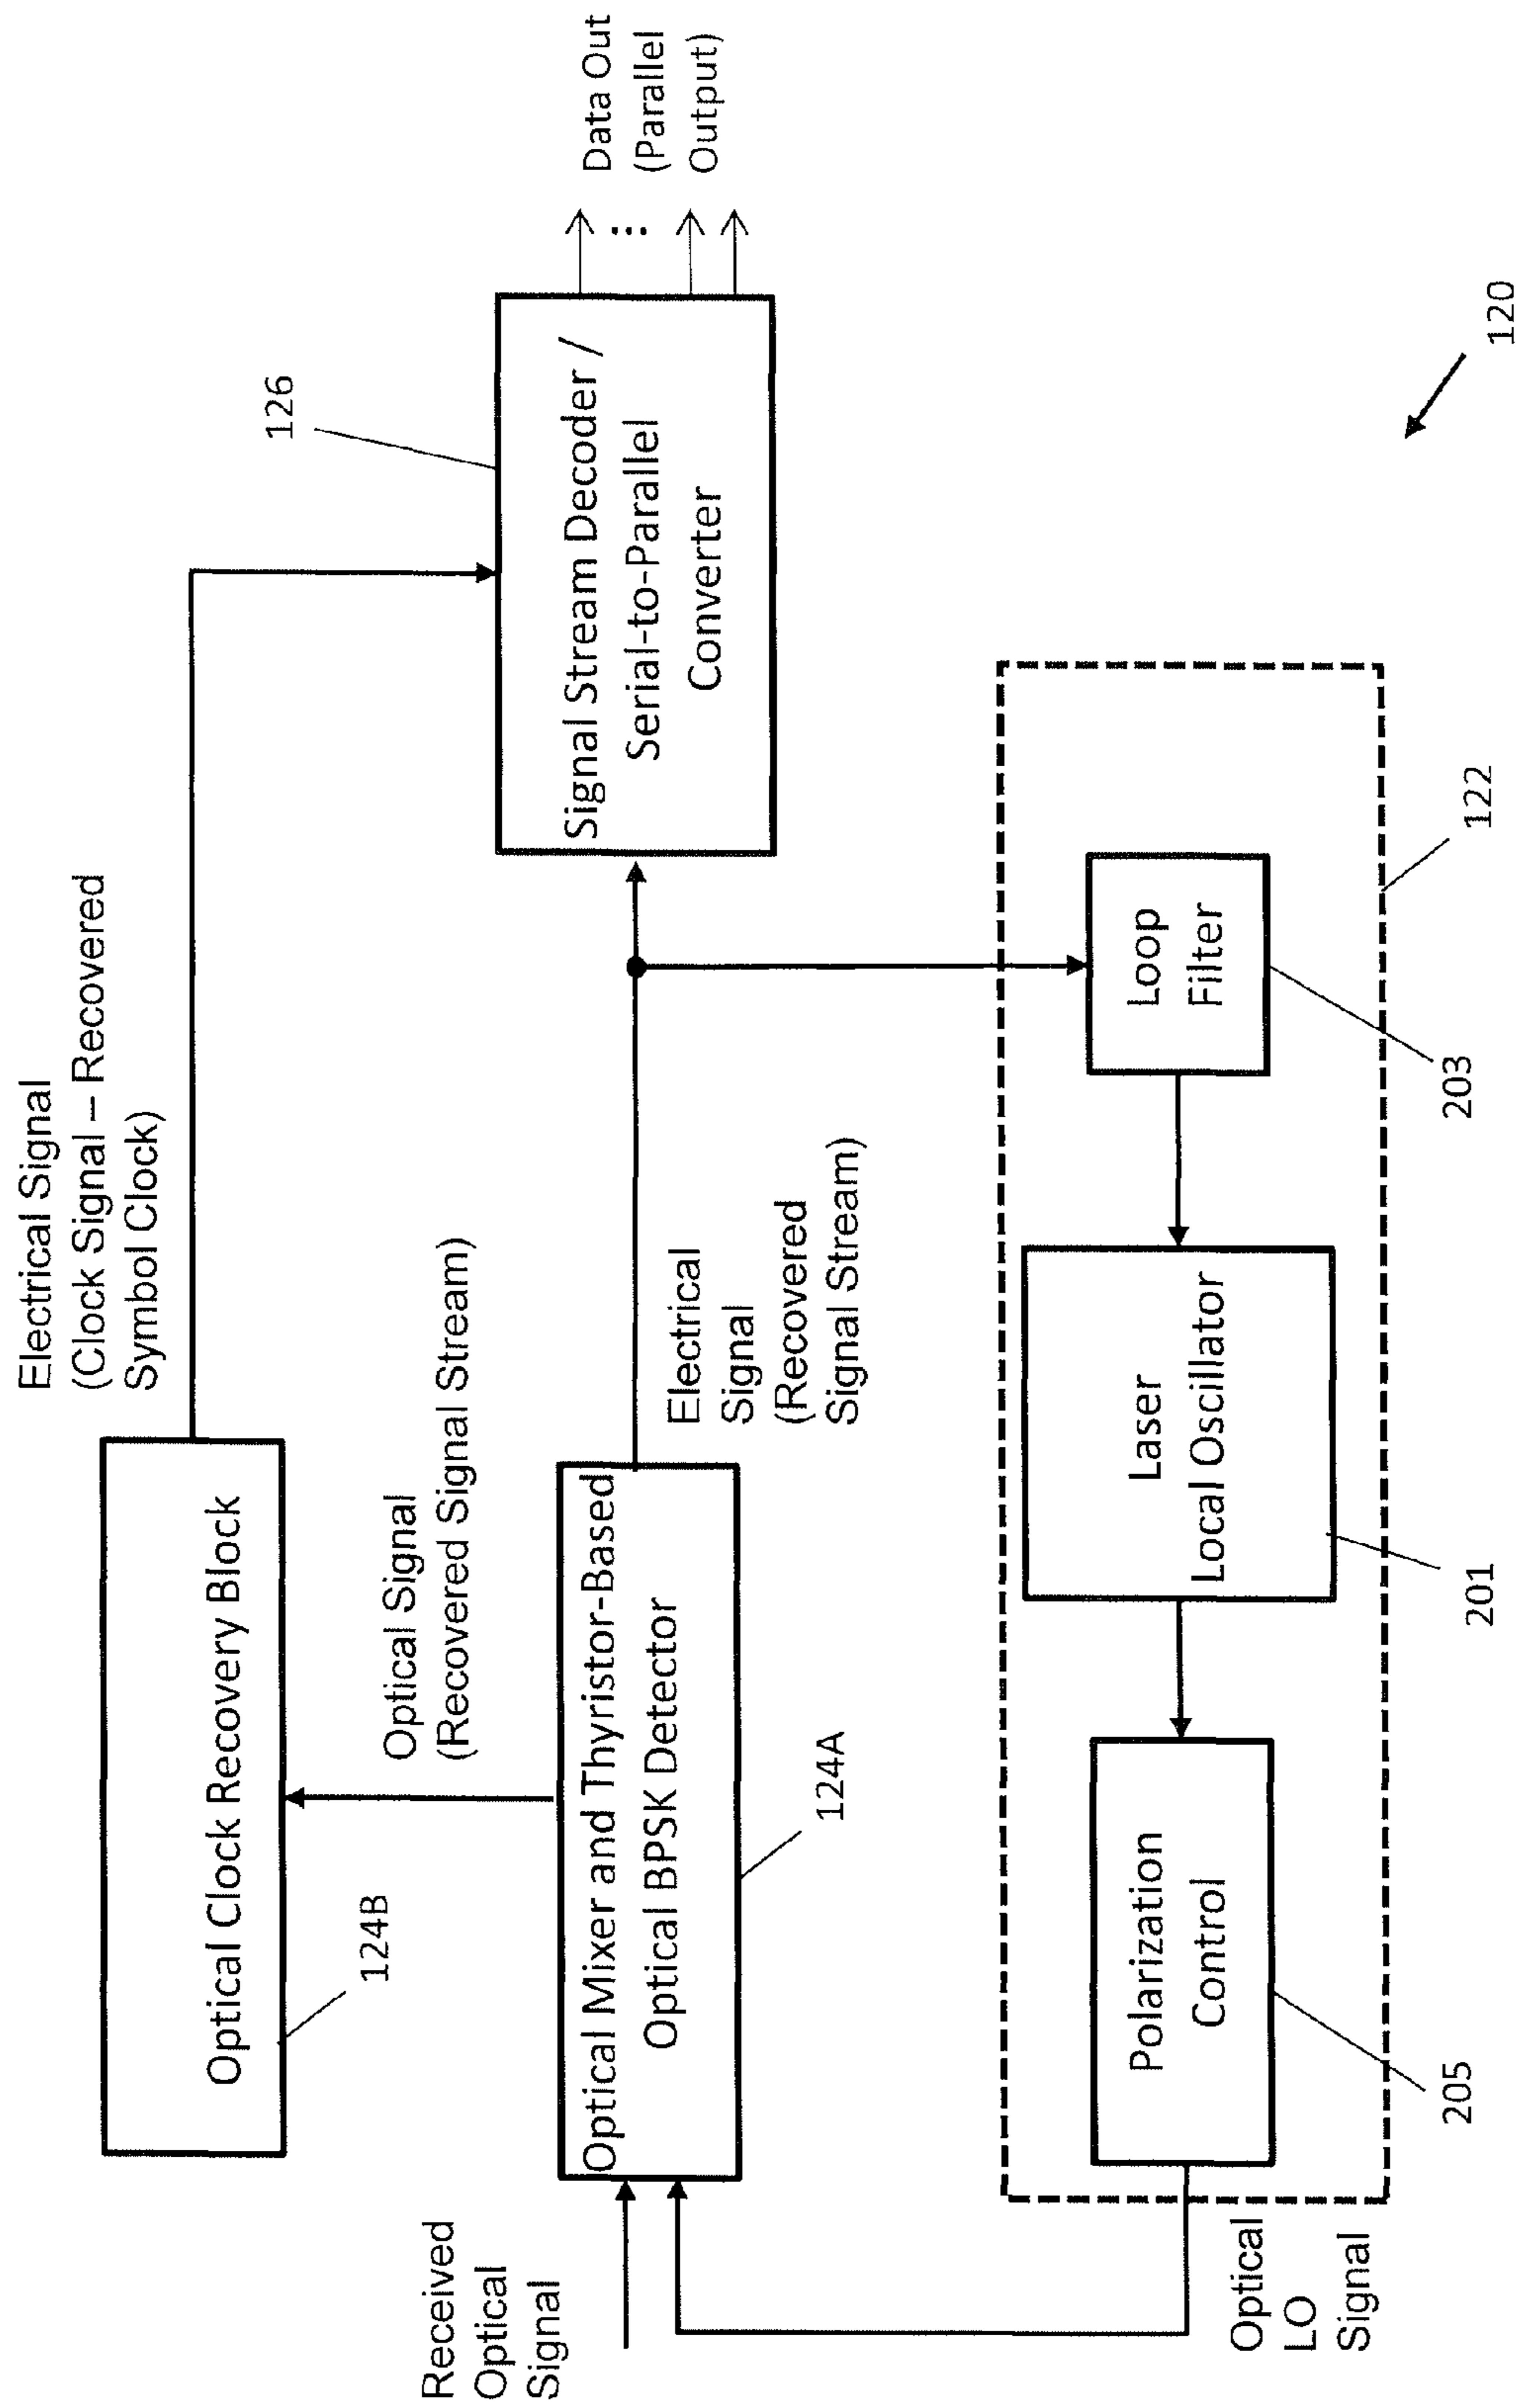 Electrical Signal
(Clock Signal – Recovered
Symbol Clock)
Optical Clock Recovery Block
124B
Optical Signal
(Recovered Signal Stream)
126
Signal Stream Decoder /
Serial-to-Parallel
Converter
Data Out
(Parallel
Output)
⋮
Received
Optical
Signal
Optical Mixer and Thyristor-Based
Optical BPSK Detector
124A
Electrical
Signal
(Recovered
Signal Stream)
Optical
LO
Signal
Polarization
Control
205
Laser
Local Oscillator
201
Loop
Filter
203
122
120